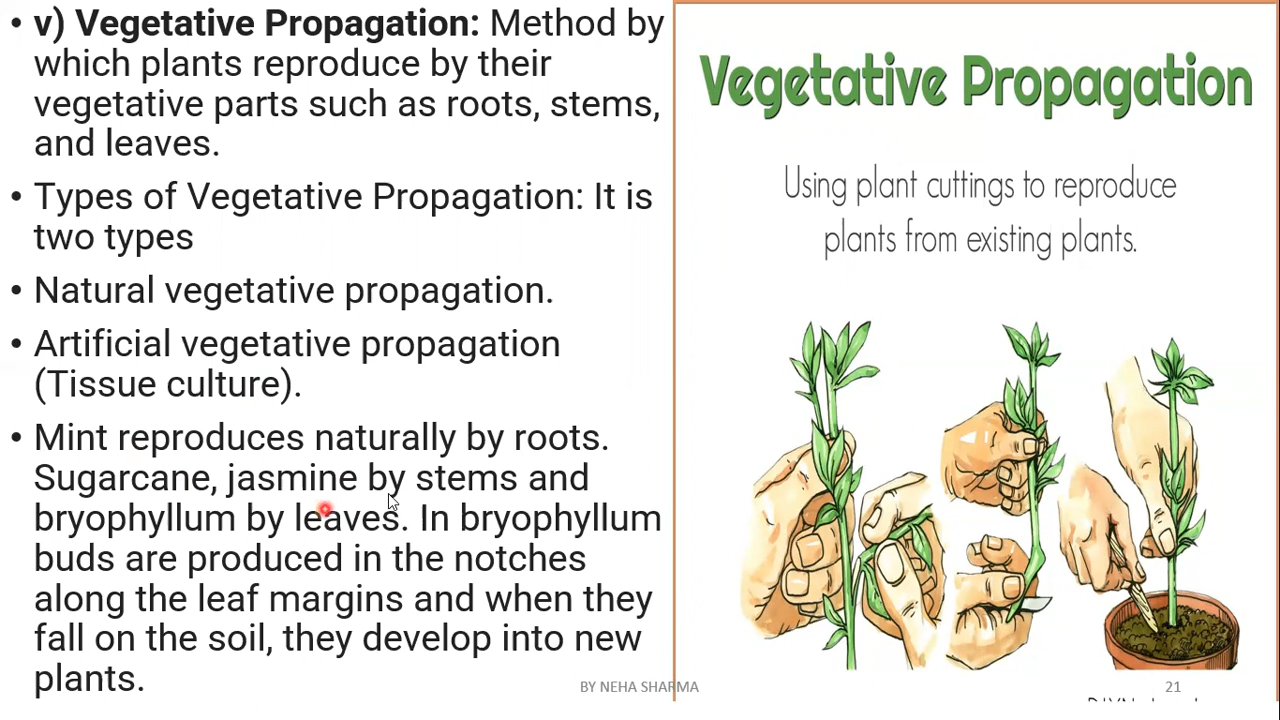 • v) Vegetative Propagation: Method by
which plants reproduce by their
vegetative parts such as roots, stems,
and leaves.
• Types of Vegetative Propagation: It is
two types
• Natural vegetative propagation.
• Artificial vegetative propagation
(Tissue culture).
• Mint reproduces naturally by roots.
Sugarcane, jasmine by stems and
bryophyllum by leaves. In bryophyllum
buds are produced in the notches
along the leaf margins and when they
fall on the soil, they develop into new
plants.
Vegetative Propagation
Using plant cuttings to reproduce
plants from existing plants.
BY NEHA SHARMA
21